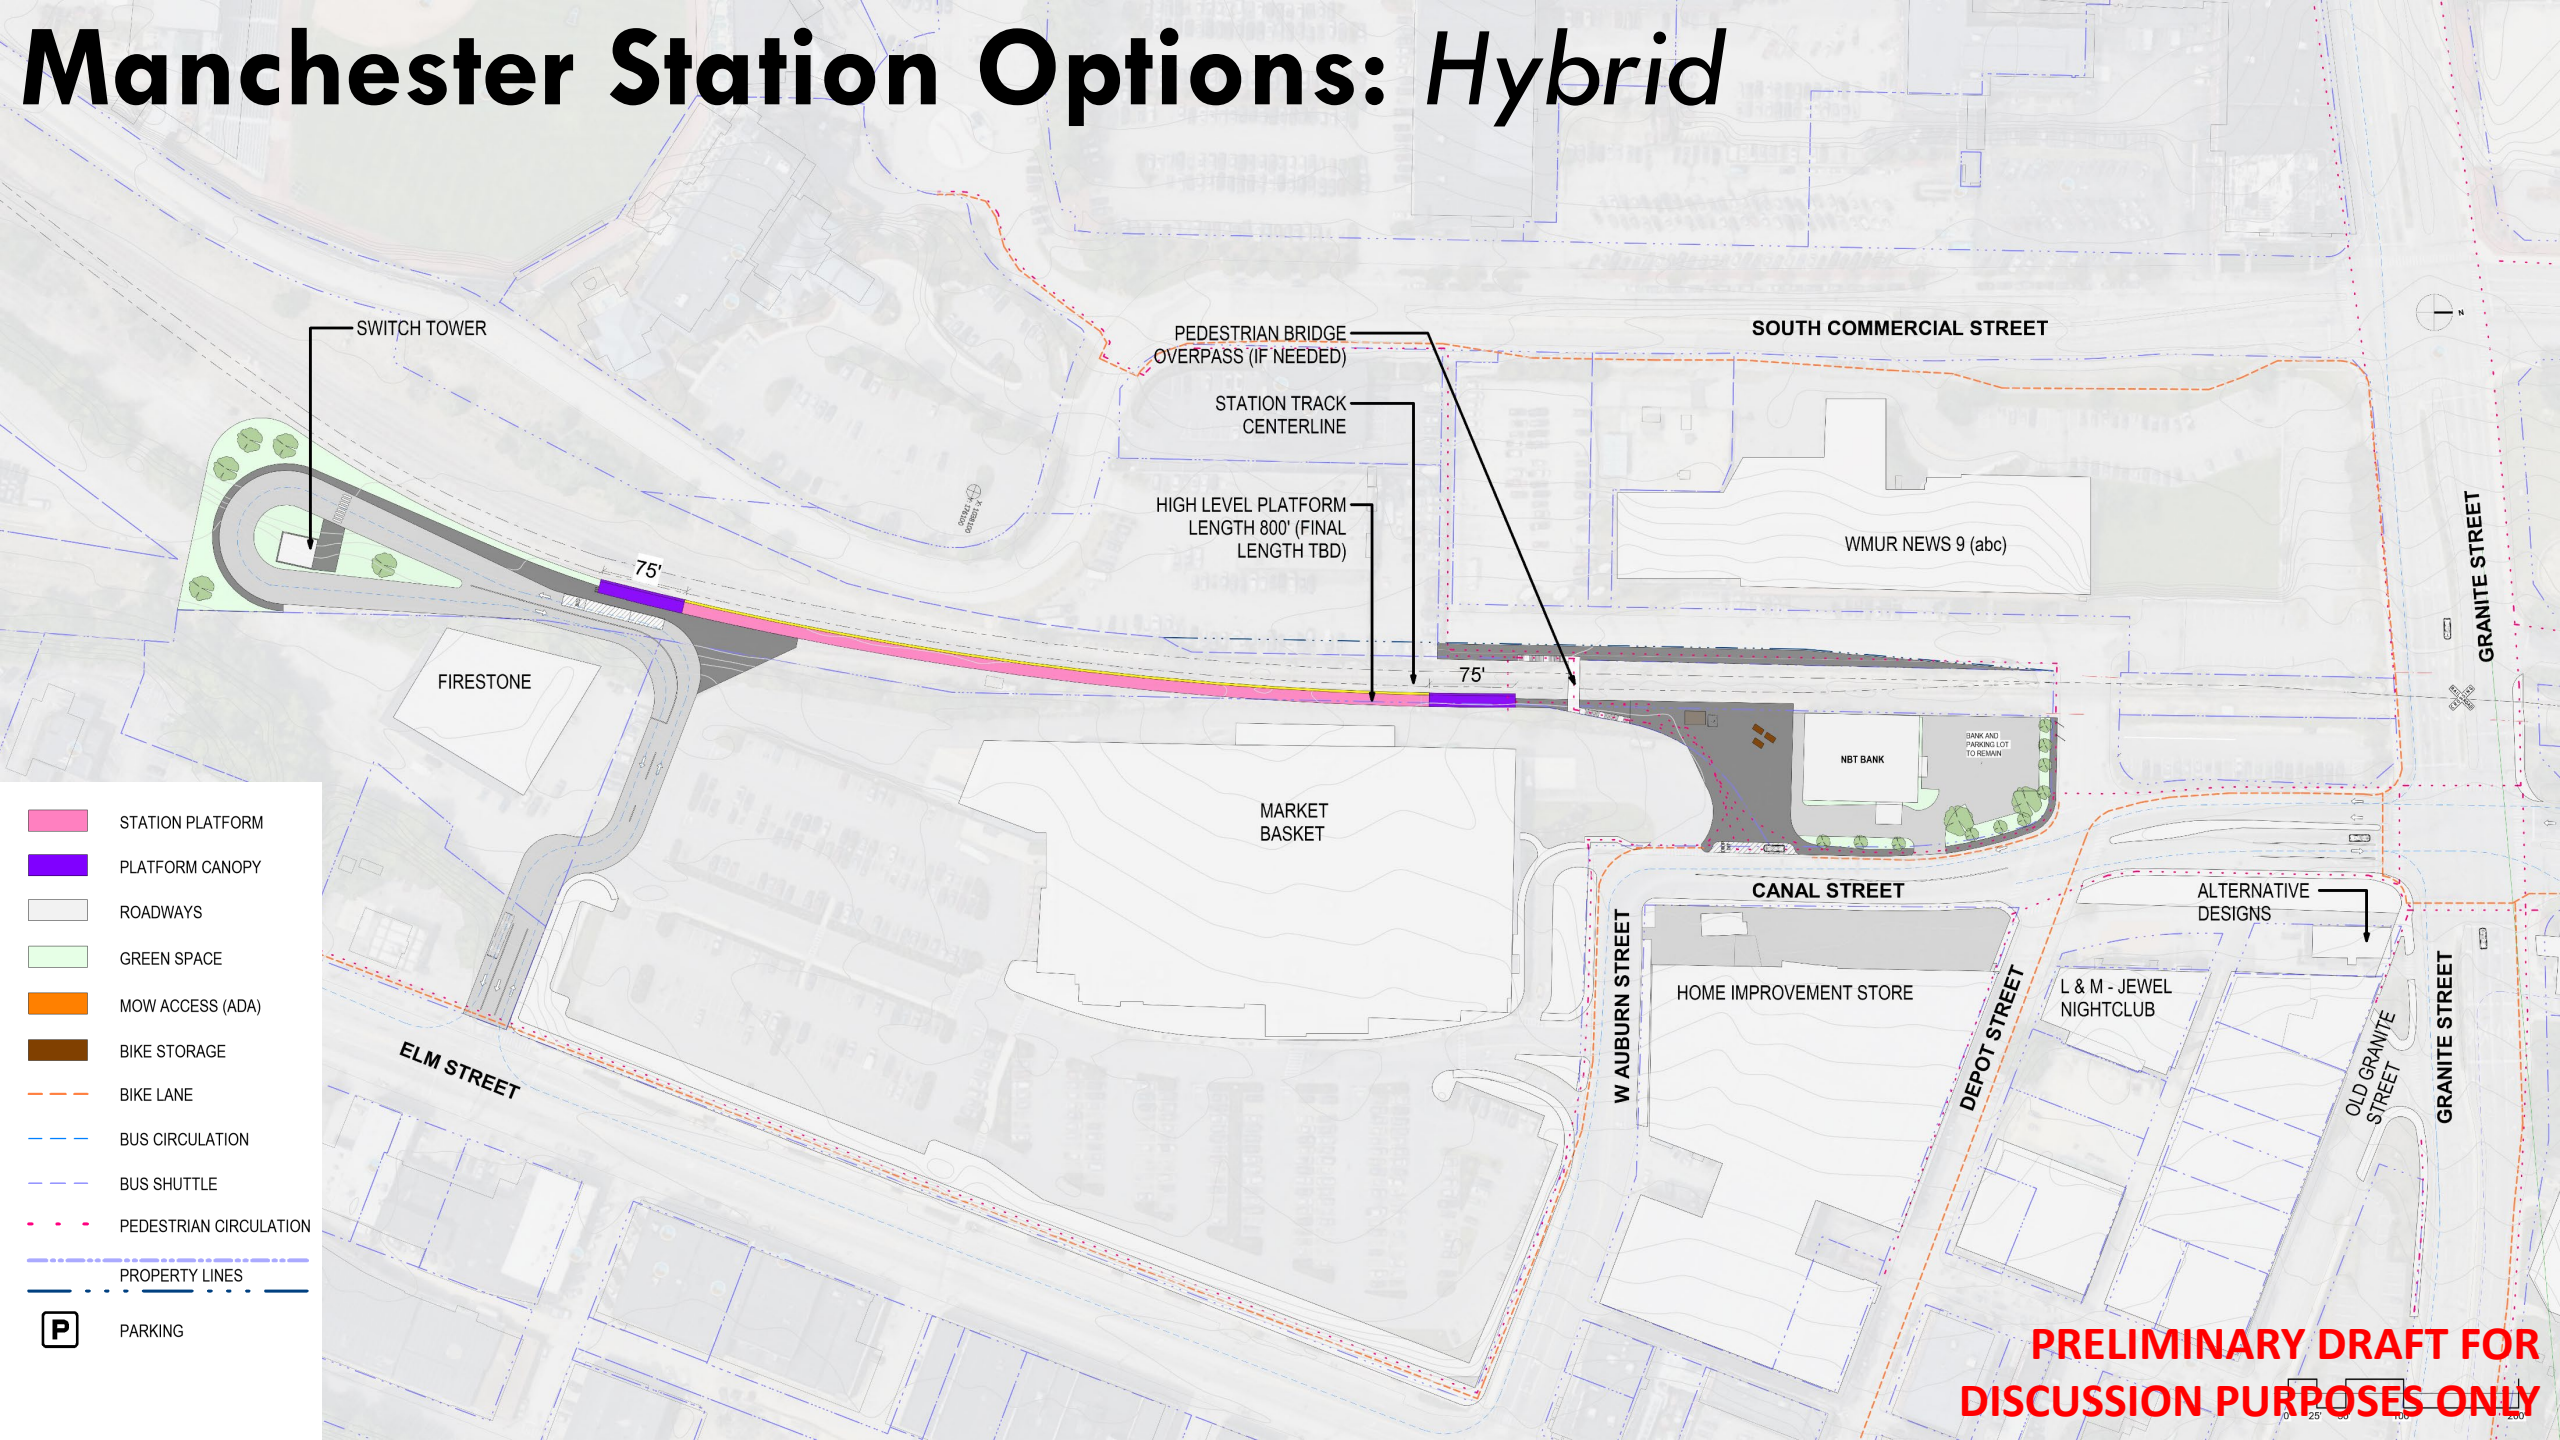 Manchester Station Options: Hybrid
SWITCH TOWER
PEDESTRIAN BRIDGE
OVERPASS (IF NEEDED)
STATION TRACK
CENTERLINE
HIGH LEVEL PLATFORM
LENGTH 800' (FINAL
LENGTH TBD)
SOUTH COMMERCIAL STREET
N
GRANITE STREET
WMUR NEWS 9 (abc)
75'
75'
FIRESTONE
MARKET
BASKET
NBT BANK
BANK AND
PARKING LOT
TO REMAIN
CANAL STREET
ALTERNATIVE
DESIGNS
W AUBURN STREET
HOME IMPROVEMENT STORE
DEPOT STREET
L & M - JEWEL
NIGHTCLUB
OLD GRANITE
STREET
GRANITE STREET
ELM STREET
STATION PLATFORM
PLATFORM CANOPY
ROADWAYS
GREEN SPACE
MOW ACCESS (ADA)
BIKE STORAGE
BIKE LANE
BUS CIRCULATION
BUS SHUTTLE
PEDESTRIAN CIRCULATION
PROPERTY LINES
P
PARKING
PRELIMINARY DRAFT FOR
DISCUSSION PURPOSES ONLY
0 25'